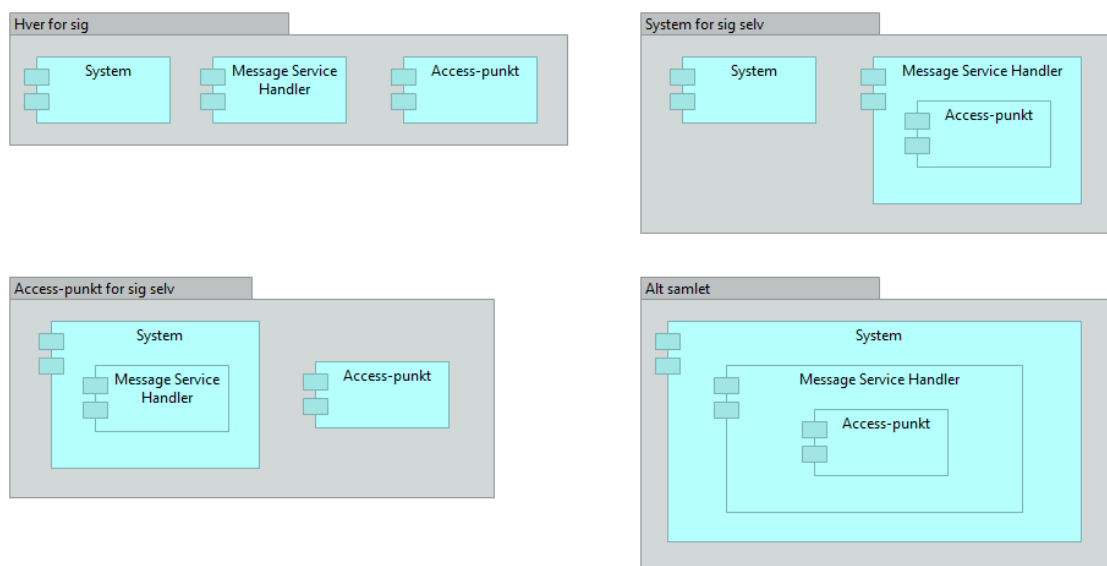 Hver for sig
System
Message Service
Handler
Access-punkt
System for sig selv
System
Message Service Handler
Access-punkt
Access-punkt for sig selv
System
Message Service
Handler
Access-punkt
Alt samlet
System
Message Service Handler
Access-punkt